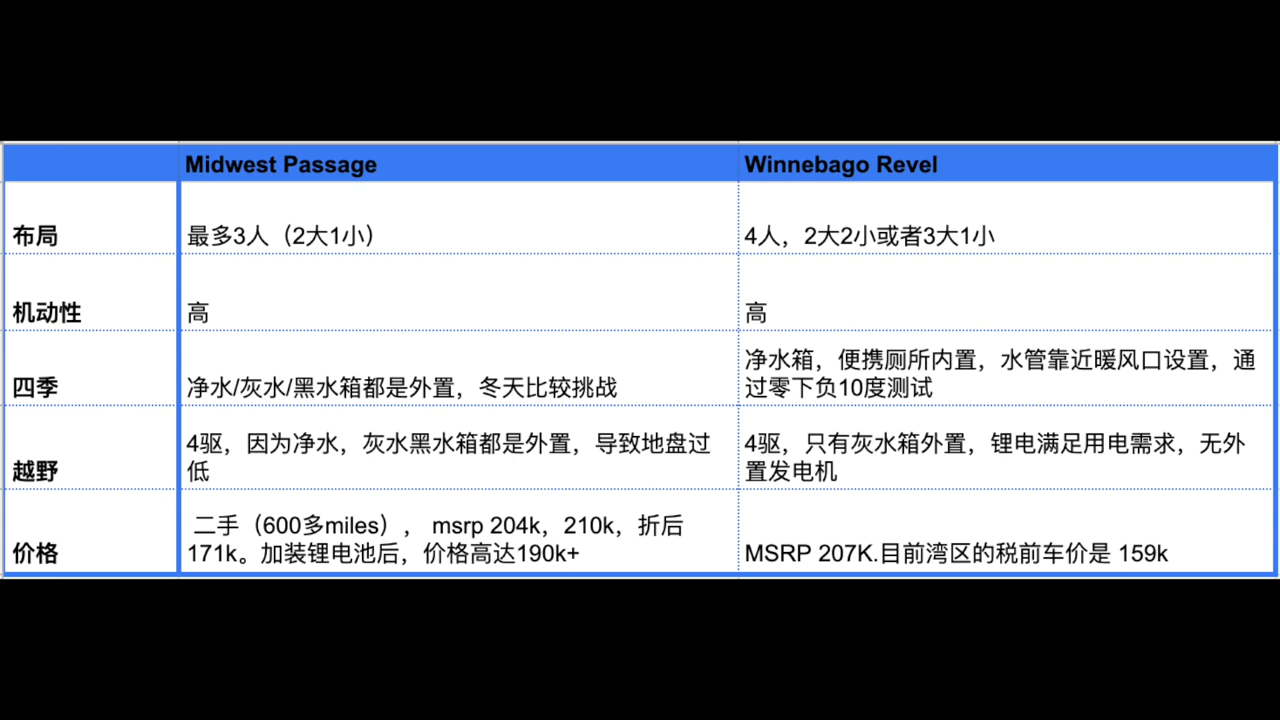 Midwest Passage
Winnebago Revel
布局
最多3人（2大1小）
4人，2大2小或者3大1小
机动性
高
高
四季
净水/灰水/黑水箱都是外置，冬天比较挑战
净水箱，便携厕所内置，水管靠近暖风口设置，通
过零下负10度测试
越野
4驱，因为净水，灰水黑水箱都是外置，导致地盘过
低
4驱，只有灰水箱外置，锂电满足用电需求，无外
置发电机
价格
二手（600多miles）， msrp 204k，210k，折后
171k。加装锂电池后，价格高达190k+
MSRP 207K.目前湾区的税前车价是 159k